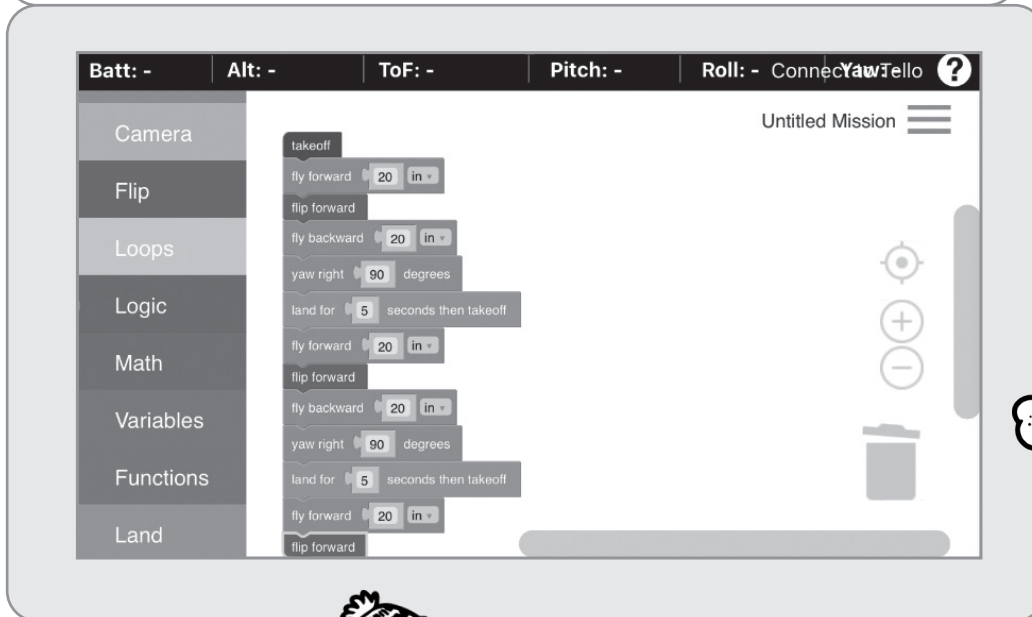 Batt: - Alt: - ToF: - Pitch: - Roll: - Connect to Tello Yaw: - ?
Untitled Mission
Camera
Flip
Loops
Logic
Math
Variables
Functions
Land
takeoff
fly forward 20 in
flip forward
fly backward 20 in
yaw right 90 degrees
land for 5 seconds then takeoff
fly forward 20 in
flip forward
fly backward 20 in
yaw right 90 degrees
land for 5 seconds then takeoff
fly forward 20 in
flip forward